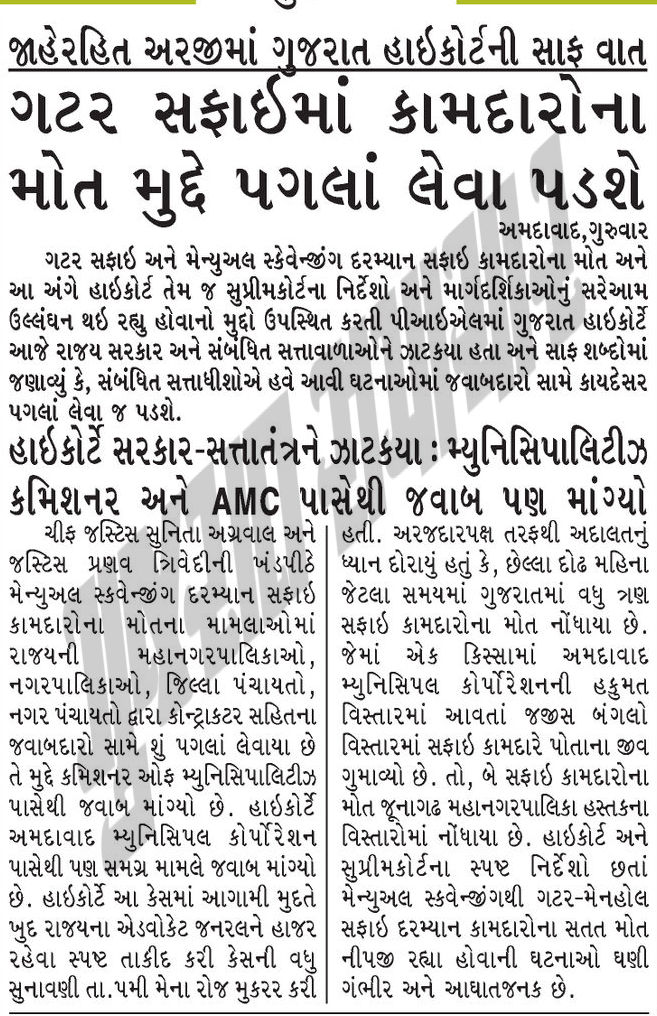 જાહેરહિત અરજીમાં ગુજરાત હાઇકોર્ટની સાફ વાત
ગટર સફાઈમાં કામદારોના
મોત મુદ્દે પગલાં લેવા પડશે
અમદાવાદ,ગુરુવાર
ગટર સફાઇ અને મેન્યુઅલ સ્કેવેન્જીંગ દરમ્યાન સફાઇ કામદારોના મોત અને
આ અંગે હાઇકોર્ટ તેમ જ સુપ્રીમકોર્ટના નિર્દેશો અને માર્ગદર્શિકાઓનું સરેઆમ
ઉલ્લંઘન થઇ રહ્યુ હોવાનો મુદ્દો ઉપસ્થિત કરતી પીઆઇએલમાં ગુજરાત હાઇકોર્ટે
આજે રાજય સરકાર અને સંબંધિત સત્તાવાળાઓને ઝાટકયા હતા અને સાફ શબ્દોમાં
જણાવ્યું કે, સંબંધિત સત્તાધીશોએ હવે આવી ઘટનાઓમાં જવાબદારો સામે કાયદેસર
પગલાં લેવા જ પડશે.
હાઇકોર્ટે સરકાર-સત્તાતંત્રને ઝાટકયા : મ્યુનિસિપાલિટીઝ
કમિશનર અને AMC પાસેથી જવાબ પણ માંગ્યો
ચીફ જસ્ટિસ સુનિતા અગ્રવાલ અને
જસ્ટિસ પ્રણવ ત્રિવેદીની ખંડપીઠે
મેન્યુઅલ સ્કવેન્જીંગ દરમ્યાન સફાઇ
કામદારોના મોતના મામલાઓમાં
રાજયની મહાનગરપાલિકાઓ,
નગરપાલિકાઓ, જિલ્લા પંચાયતો,
નગર પંચાયતો દ્વારા કોન્ટ્રાકટર સહિતના
જવાબદારો સામે શું પગલાં લેવાયા છે
તે મુદ્દે કમિશનર ઓફ મ્યુનિસિપાલિટીઝ
પાસેથી જવાબ માંગ્યો છે. હાઇકોર્ટે
અમદાવાદ મ્યુનિસિપલ કોર્પોરેશન
પાસેથી પણ સમગ્ર મામલે જવાબ માંગ્યો
છે. હાઇકોર્ટે આ કેસમાં આગામી મુદતે
ખુદ રાજયના એડવોકેટ જનરલને હાજર
રહેવા સ્પષ્ટ તાકીદ કરી કેસની વધુ
સુનાવણી તા.૫મી મેના રોજ મુકરર કરી
હતી. અરજદારપક્ષ તરફથી અદાલતનું
ધ્યાન દોરાયું હતું કે, છેલ્લા દોઢ મહિના
જેટલા સમયમાં ગુજરાતમાં વધુ ત્રણ
સફાઇ કામદારોના મોત નોંધાયા છે.
જેમાં એક કિસ્સામાં અમદાવાદ
મ્યુનિસિપલ કોર્પોરેશનની હકુમત
વિસ્તારમાં આવતાં જજીસ બંગલો
વિસ્તારમાં સફાઇ કામદારે પોતાના જીવ
ગુમાવ્યો છે. તો, બે સફાઇ કામદારોના
મોત જૂનાગઢ મહાનગરપાલિકા હસ્તકના
વિસ્તારોમાં નોંધાયા છે. હાઇકોર્ટ અને
સુપ્રીમકોર્ટના સ્પષ્ટ નિર્દેશો છતાં
મેન્યુઅલ સ્કવેન્જીંગથી ગટર-મેનહોલ
સફાઇ દરમ્યાન કામદારોના સતત મોત
નીપજી રહ્યા હોવાની ઘટનાઓ ઘણી
ગંભીર અને આઘાતજનક છે.